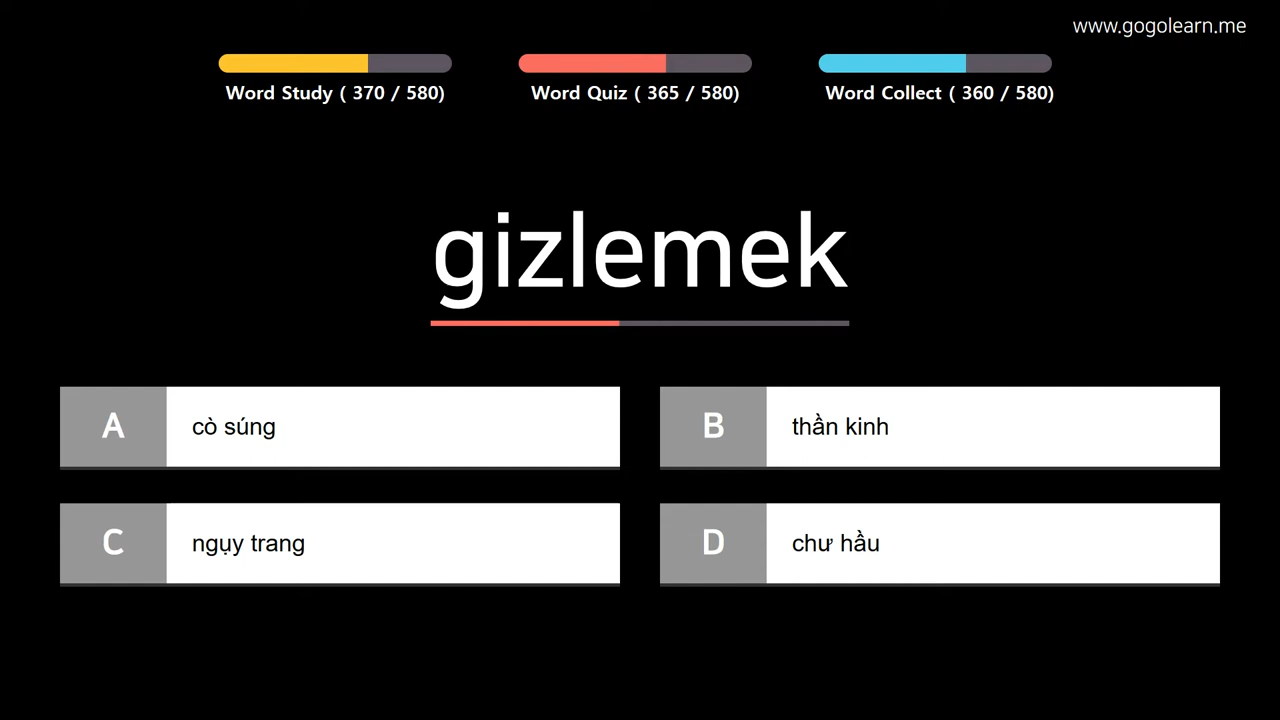 www.gogolearn.me
Word Study ( 370 / 580)
Word Quiz ( 365 / 580)
Word Collect ( 360 / 580)
gizlemek
A cò súng
B thần kinh
C ngụy trang
D chư hầu